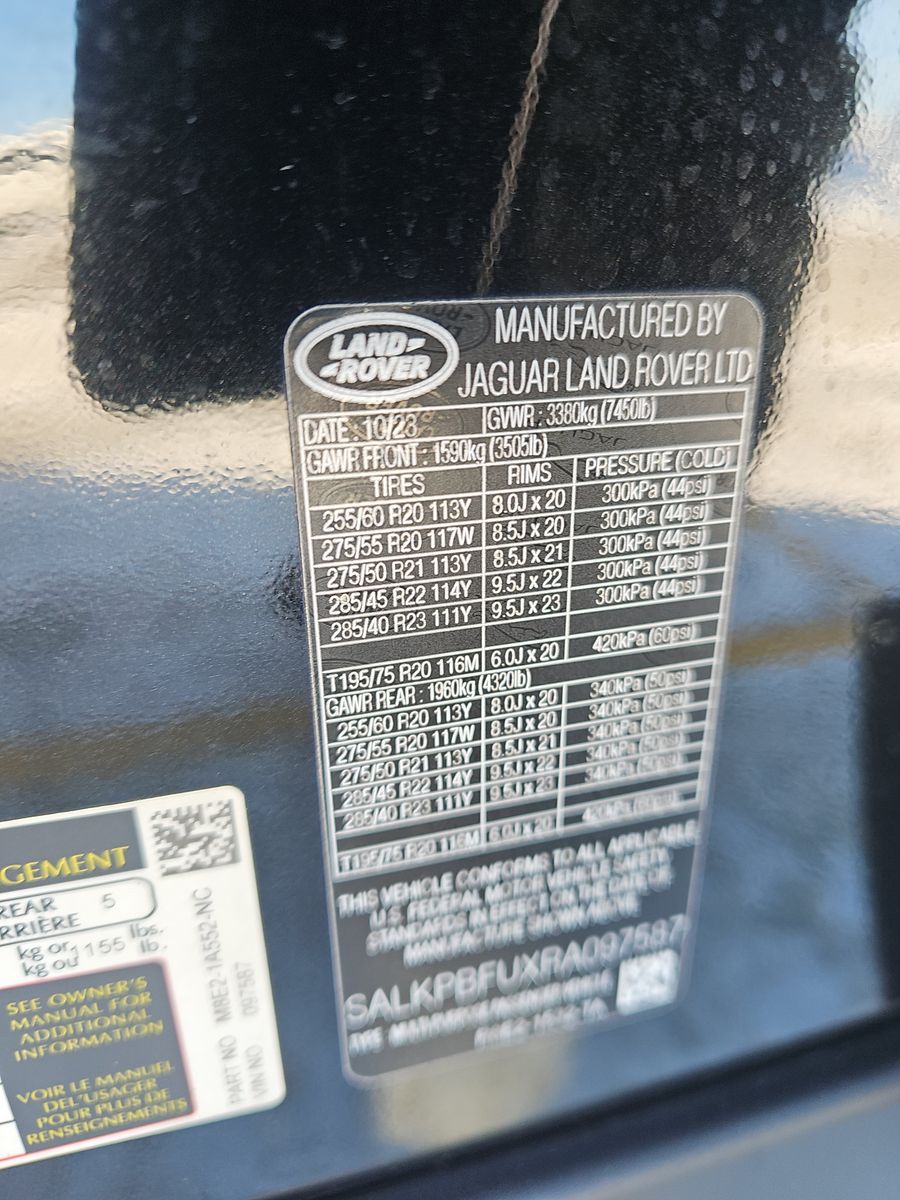 LAND-
-ROVER
MANUFACTURED BY
JAGUAR LAND ROVER LTD
DATE : 10/23 GVWR : 3380kg (7450lb)
GAWR FRONT : 1590kg (3505lb)
TIRES RIMS PRESSURE (COLD)
255/60 R20 113Y 8.0J x 20 300kPa (44psi)
275/55 R20 117W 8.5J x 20 300kPa (44psi)
275/50 R21 113Y 8.5J x 21 300kPa (44psi)
285/45 R22 114Y 9.5J x 22 300kPa (44psi)
285/40 R23 111Y 9.5J x 23 300kPa (44psi)
T195/75 R20 116M 6.0J x 20 420kPa (60psi)
GAWR REAR : 1960kg (4320lb)
255/60 R20 113Y 8.0J x 20 340kPa (50psi)
275/55 R20 117W 8.5J x 20 340kPa (50psi)
275/50 R21 113Y 8.5J x 21 340kPa (50psi)
285/45 R22 114Y 9.5J x 22 340kPa (50psi)
285/40 R23 111Y 9.5J x 23 340kPa (50psi)
T195/75 R20 116M 6.0J x 20 420kPa (60psi)
THIS VEHICLE CONFORMS TO ALL APPLICABLE
U.S. FEDERAL MOTOR VEHICLE SAFETY
STANDARDS IN EFFECT ON THE DATE OF
MANUFACTURE SHOWN ABOVE
SALKPBFUXRA097587
GEMENT
REAR 5
RRIÈRE
kg or 1155 lbs.
kg ou lb.
SEE OWNER'S
MANUAL FOR
ADDITIONAL
INFORMATION
VOIR LE MANUEL
DEL'USAGER
POUR PLUS DE
RENSEIGNEMENTS
PART NO M8E2-1A552-NC
VIN NO 097587